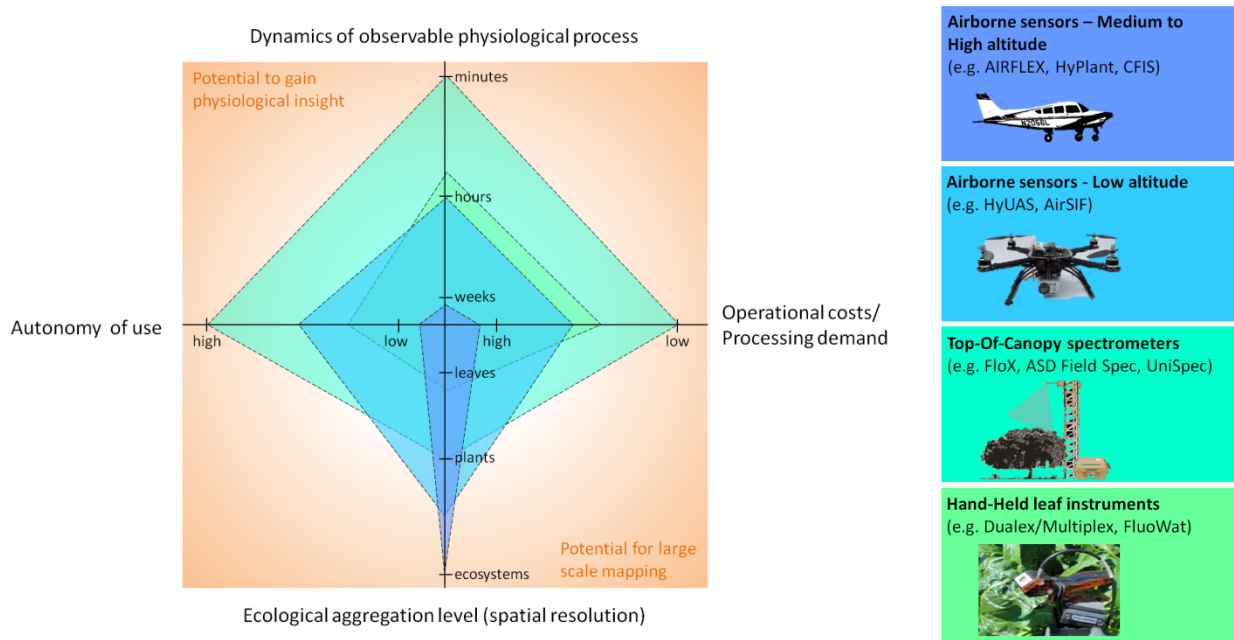 Dynamics of observable physiological process
Potential to gain
physiological insight
minutes
hours
weeks
Autonomy of use
high
low
high
low
Operational costs/
Processing demand
leaves
plants
ecosystems
Potential for large
scale mapping
Ecological aggregation level (spatial resolution)
Airborne sensors – Medium to
High altitude
(e.g. AIRFLEX, HyPlant, CFIS)
N2056L
Airborne sensors - Low altitude
(e.g. HyUAS, AirSIF)
Top-Of-Canopy spectrometers
(e.g. FloX, ASD Field Spec, UniSpec)
Hand-Held leaf instruments
(e.g. Dualex/Multiplex, FluoWat)